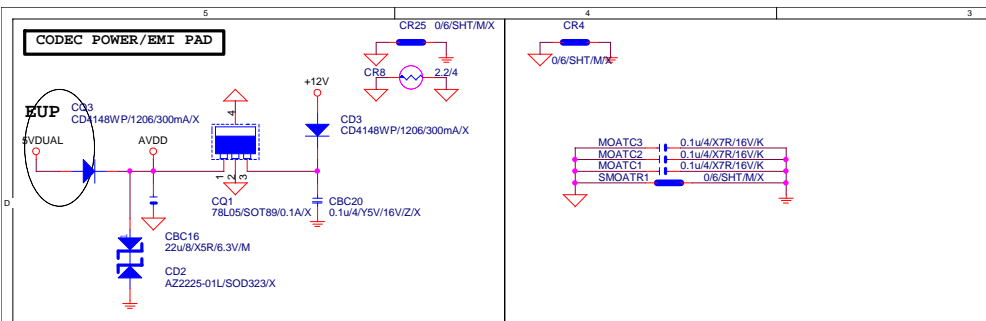 5
4
3
CODEC POWER/EMI PAD
CR25 0/6/SHT/M/X
CR4
0/6/SHT/M/X
CR8 2.2/4
+12V
EUP
CQ3
CD4148WP/1206/300mA/X
CD3
CD4148WP/1206/300mA/X
5VDUAL
AVDD
4
1 2 3
MOATC3 0.1u/4/X7R/16V/K
MOATC2 0.1u/4/X7R/16V/K
MOATC1 0.1u/4/X7R/16V/K
SMOATR1 0/6/SHT/M/X
D
CQ1
78L05/SOT89/0.1A/X
CBC20
0.1u/4/Y5V/16V/Z/X
CBC16
22u/8/X5R/6.3V/M
CD2
AZ2225-01L/SOD323/X